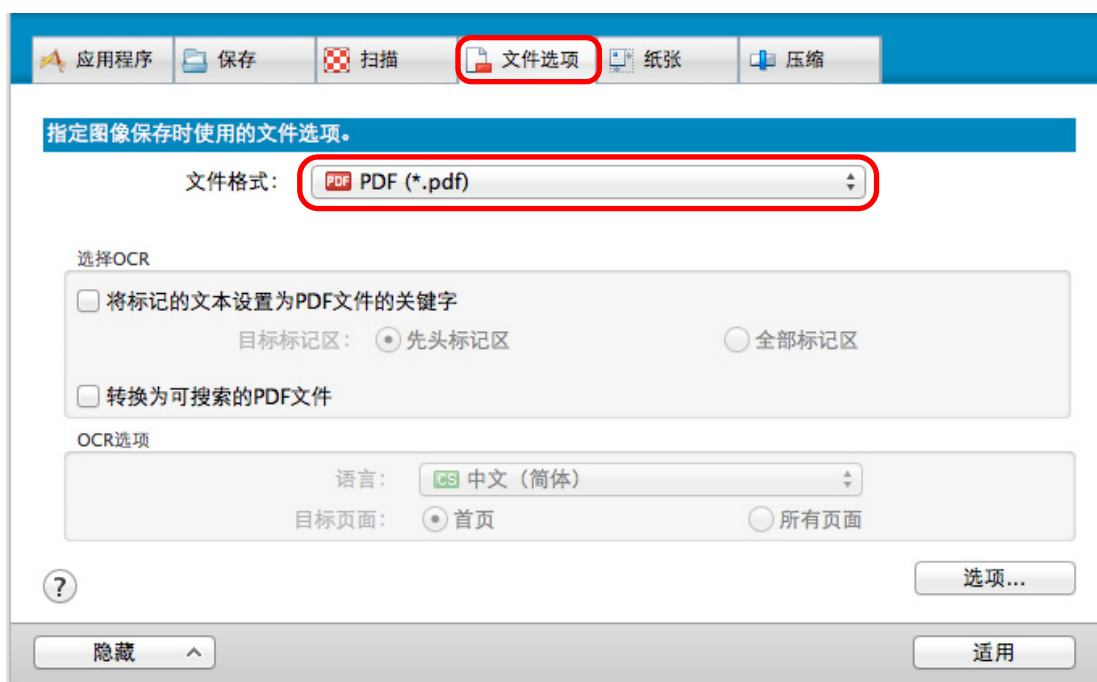 应用程序 保存 扫描 文件选项 纸张 压缩
指定图像保存时使用的文件选项。
文件格式： PDF PDF (*.pdf)
选择OCR
将标记的文本设置为PDF文件的关键字
目标标记区： 先头标记区 全部标记区
转换为可搜索的PDF文件
OCR选项
语言： CS 中文（简体）
目标页面： 首页 所有页面
? 选项...
隐藏 适用